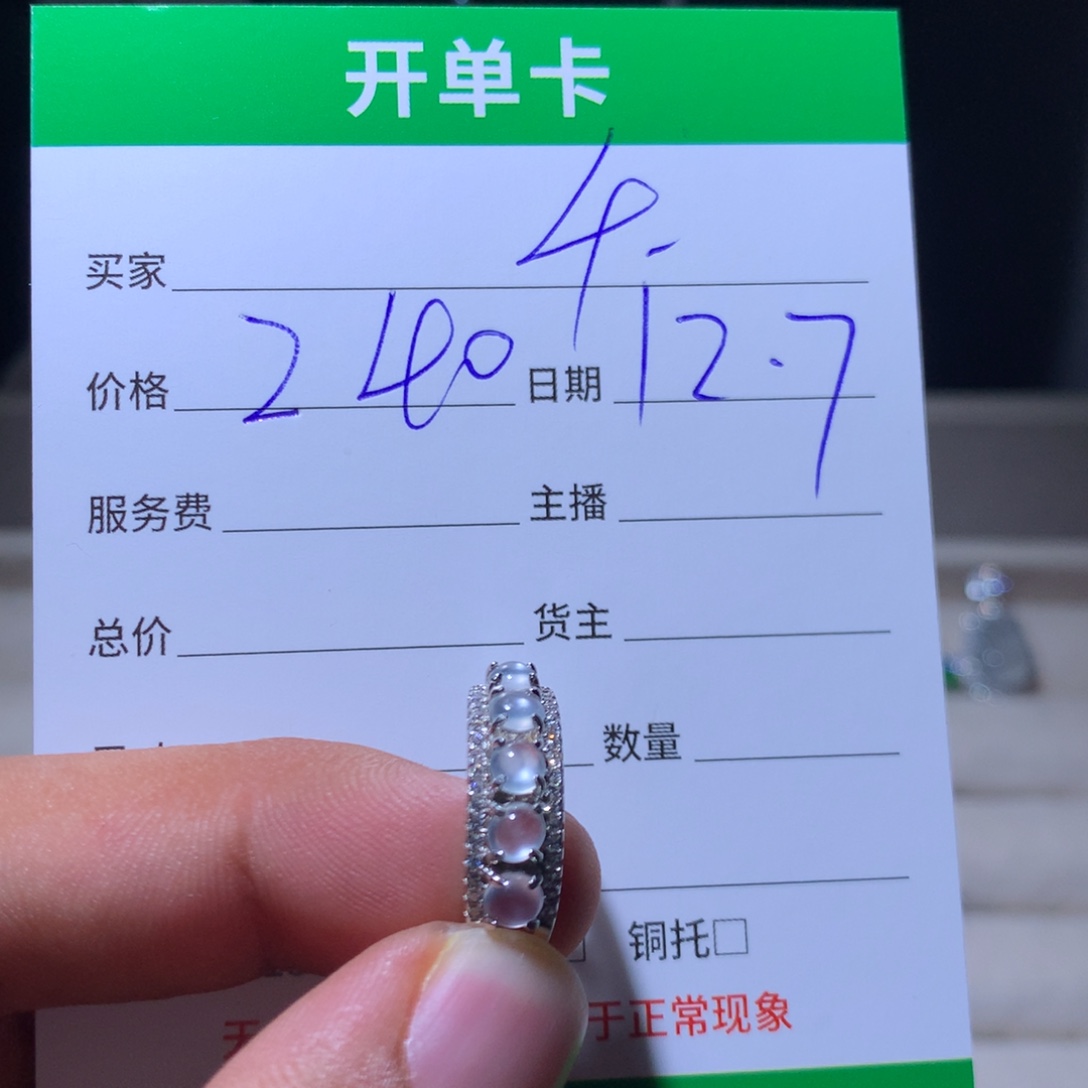 开单卡
买家 4.
价格 240 日期 12.7
服务费 主播
总价 货主
数量
铜托
于正常现象